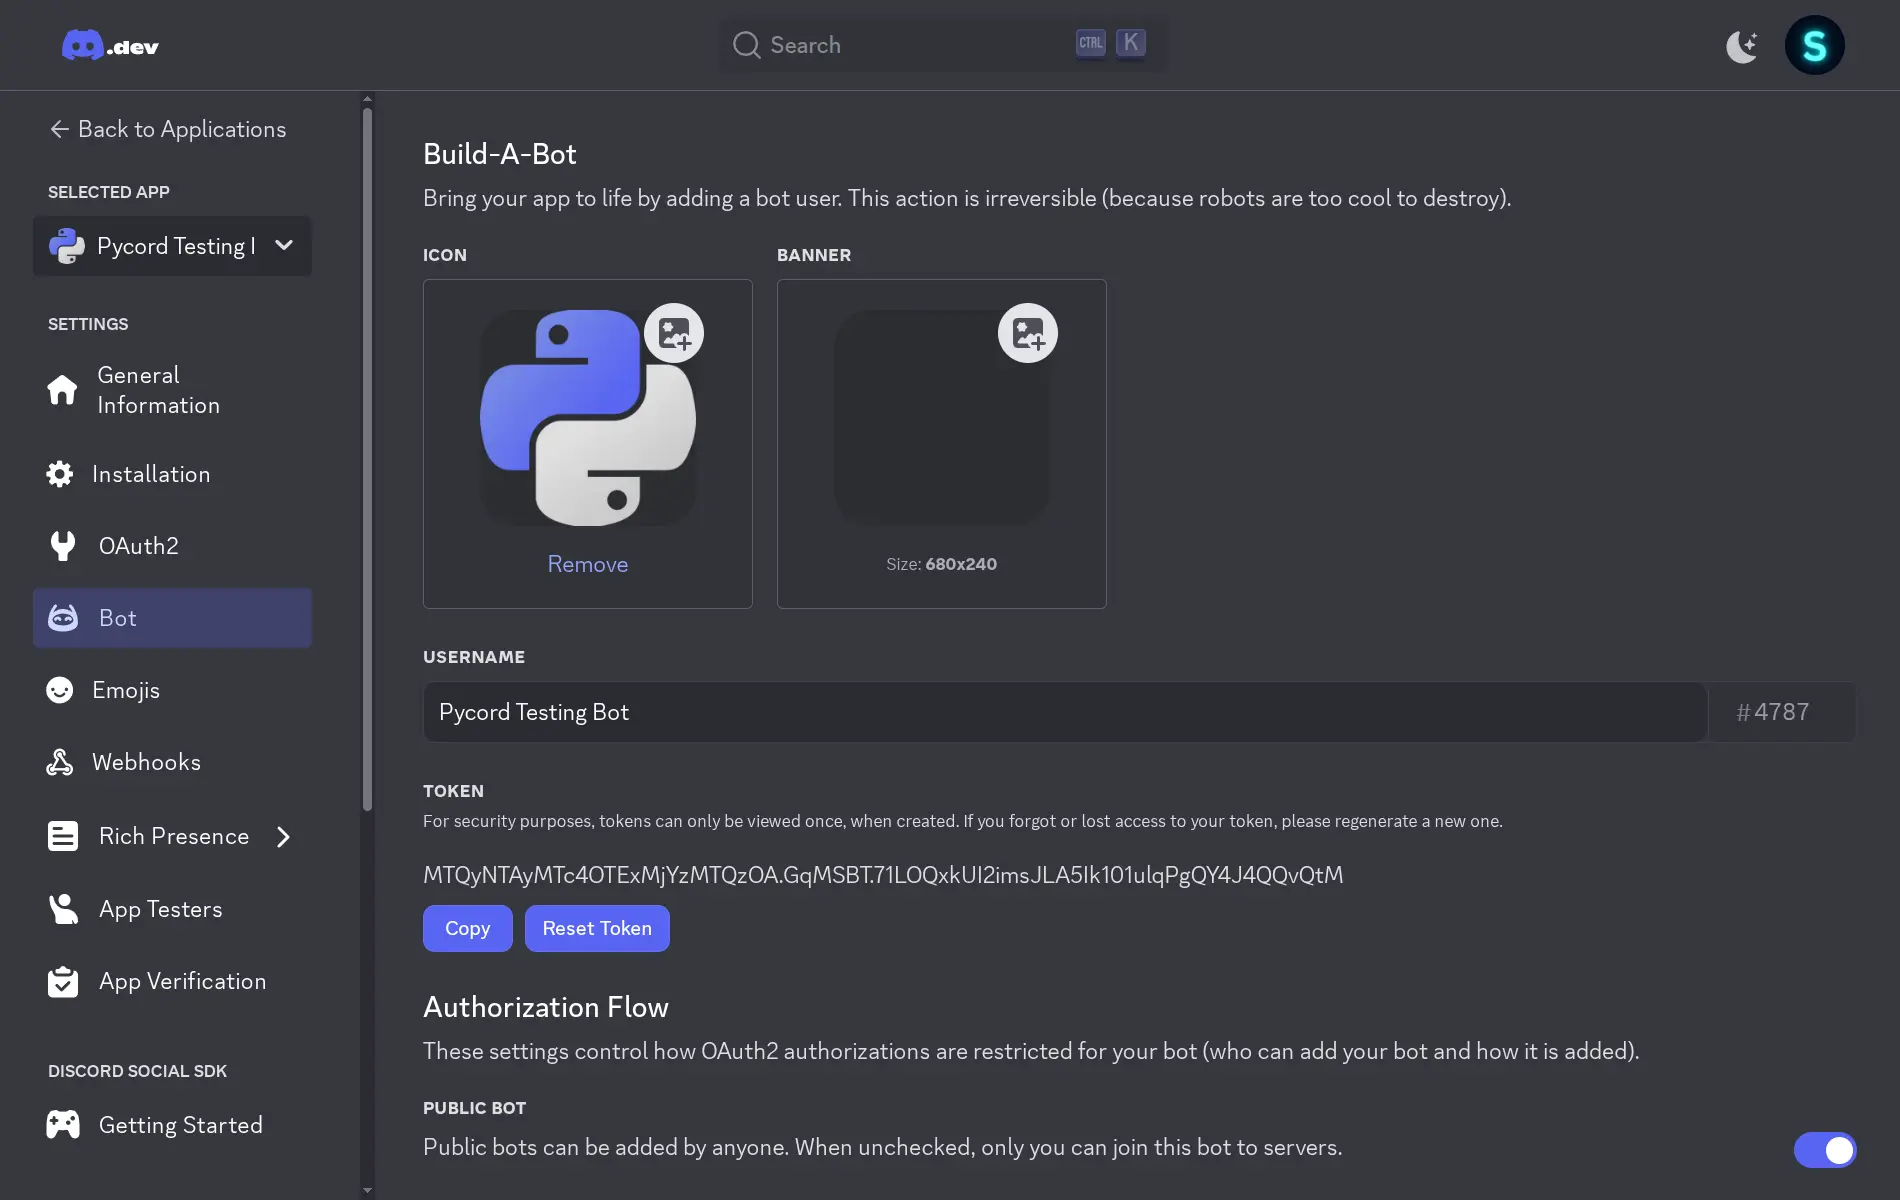 .dev
Search
CTRL K
S
Back to Applications
SELECTED APP
Pycord Testing
SETTINGS
General
Information
Installation
OAuth2
Bot
Emojis
Webhooks
Rich Presence
App Testers
App Verification
DISCORD SOCIAL SDK
Getting Started
Build-A-Bot
Bring your app to life by adding a bot user. This action is irreversible (because robots are too cool to destroy).
ICON
BANNER
Remove
Size: 680x240
USERNAME
Pycord Testing Bot
#4787
TOKEN
For security purposes, tokens can only be viewed once, when created. If you forgot or lost access to your token, please regenerate a new one.
Copy
Reset Token
Authorization Flow
These settings control how OAuth2 authorizations are restricted for your bot (who can add your bot and how it is added).
PUBLIC BOT
Public bots can be added by anyone. When unchecked, only you can join this bot to servers.